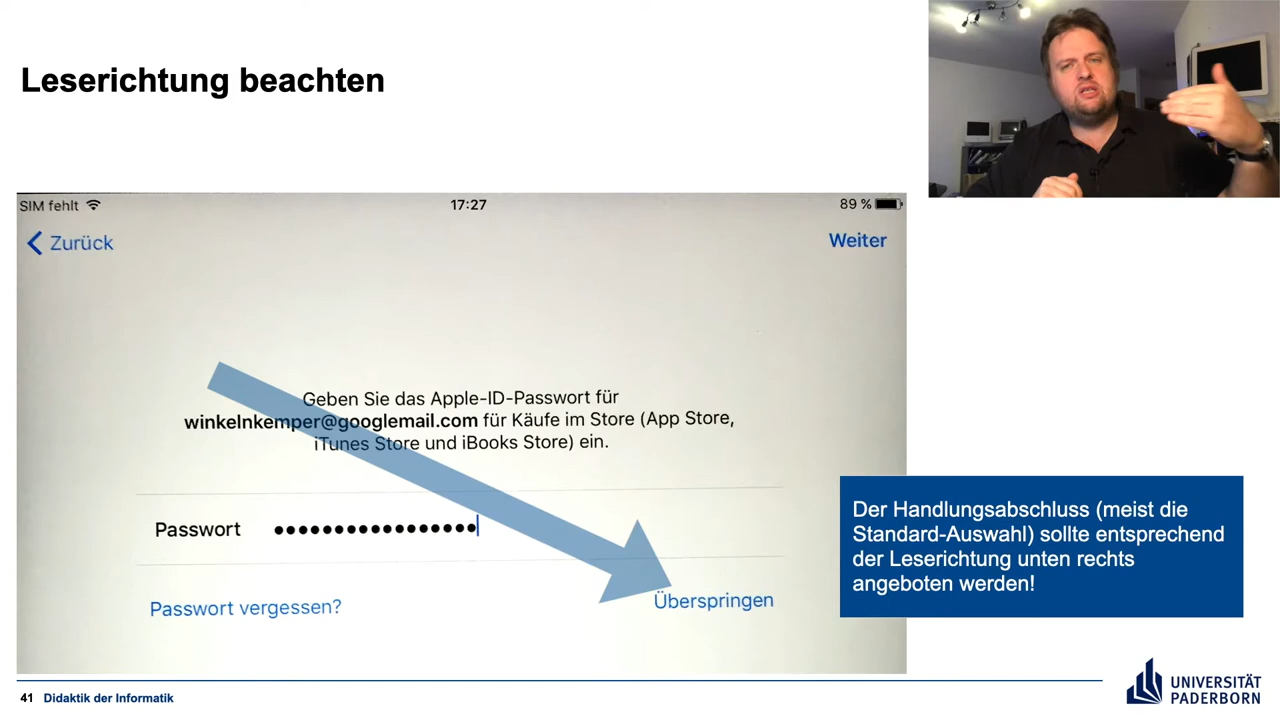 Leserichtung beachten
SIM fehlt
17:27
89 %
Zurück
Weiter
Geben Sie das Apple-ID-Passwort für
winkelnkemper@googlemail.com für Käufe im Store (App Store,
iTunes Store und iBooks Store) ein.
Passwort ●●●●●●●●●●●●●●●●●
Passwort vergessen?
Überspringen
Der Handlungsabschluss (meist die
Standard-Auswahl) sollte entsprechend
der Leserichtung unten rechts
angeboten werden!
41 Didaktik der Informatik
UNIVERSITÄT
PADERBORN